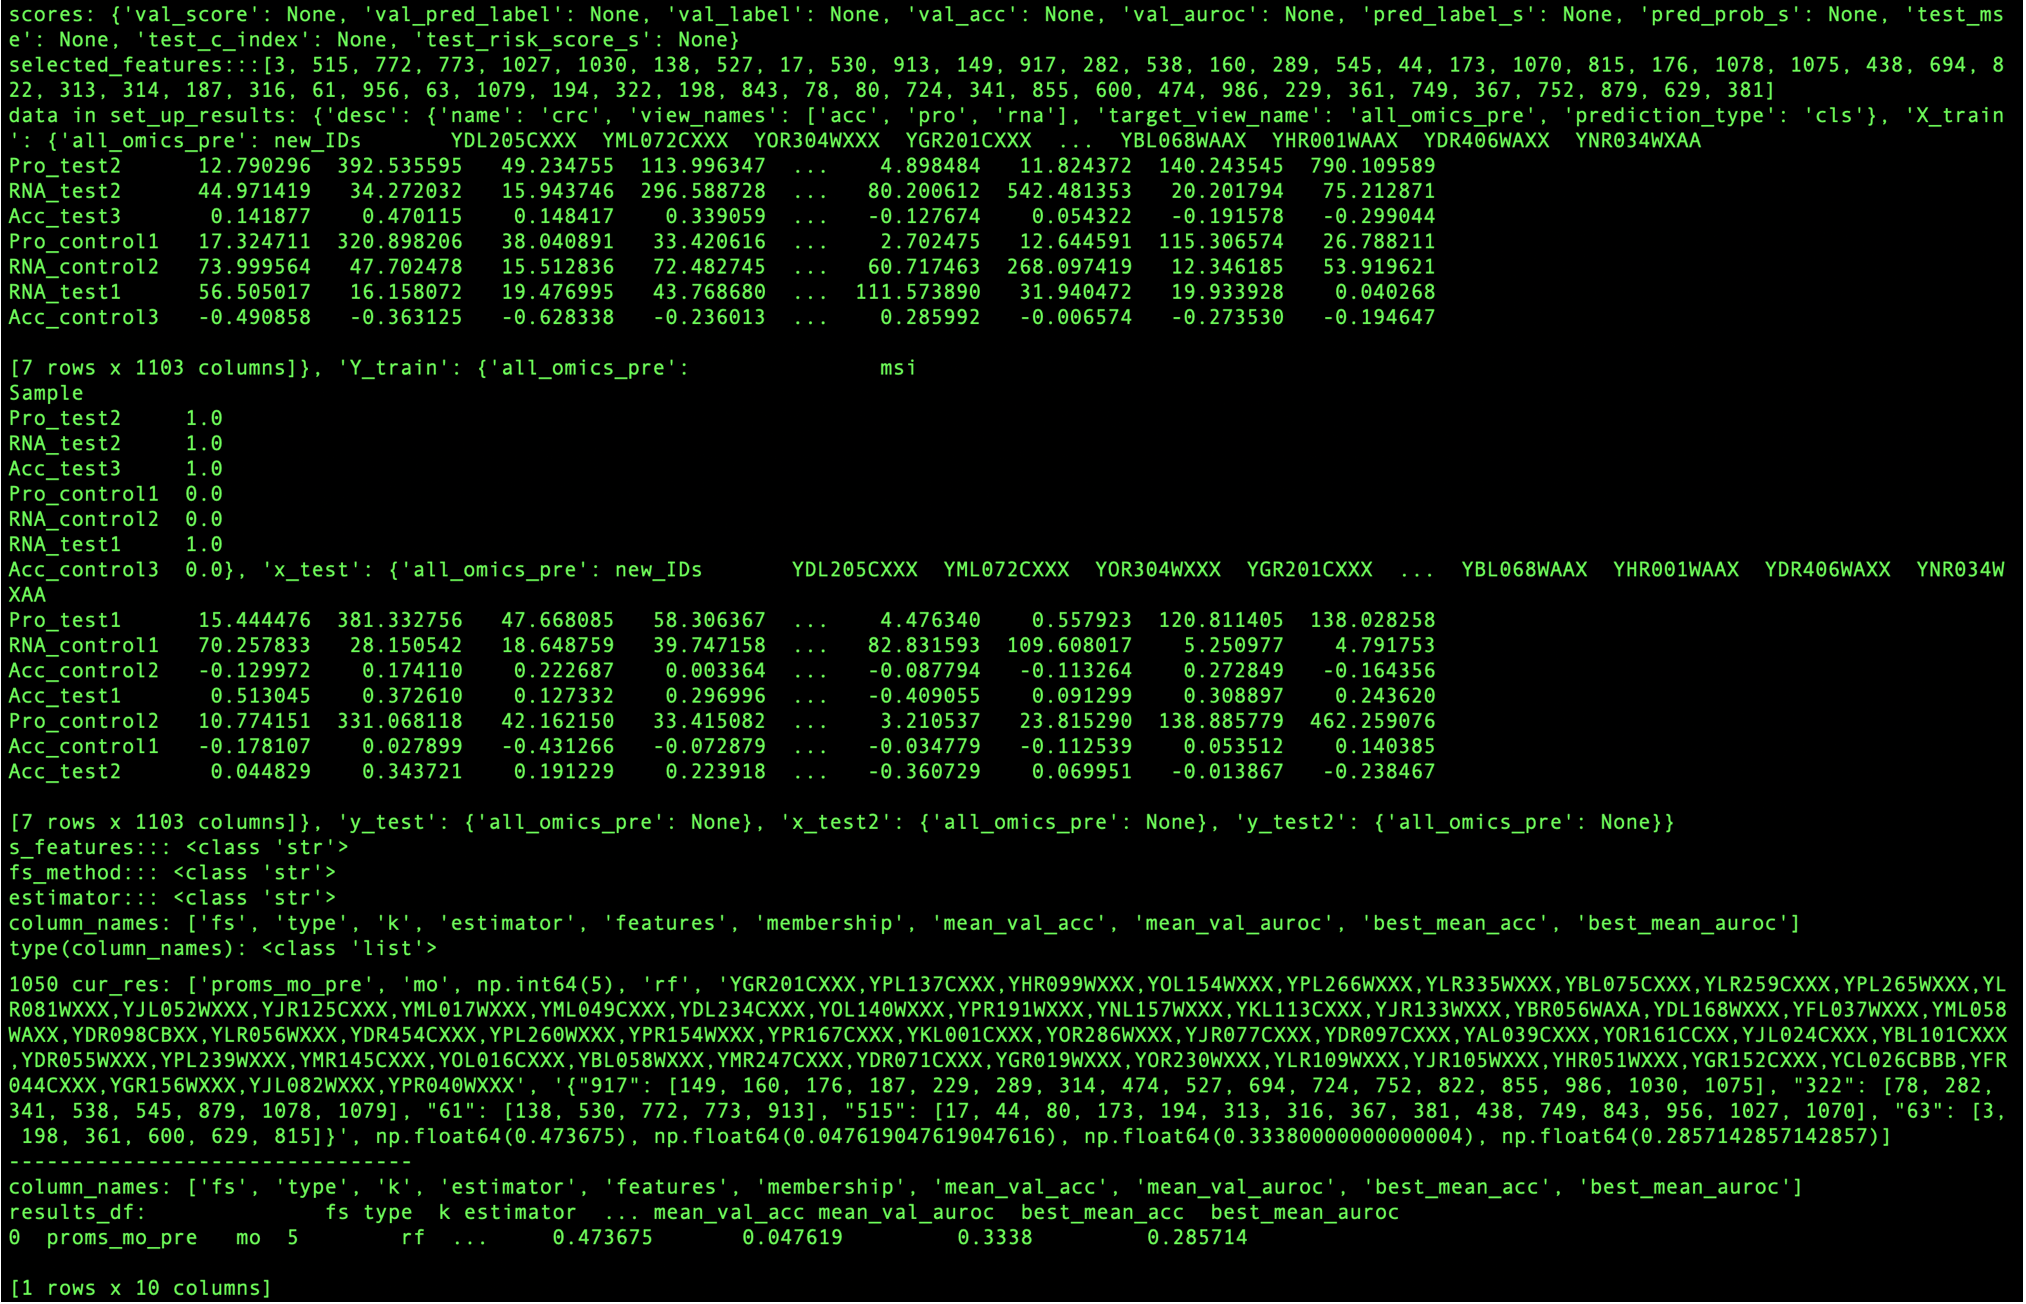 scores: {'val_score': None, 'val_pred_label': None, 'val_label': None, 'val_acc': None, 'val_auroc': None, 'pred_label_s': None, 'pred_prob_s': None, 'test_ms
e': None, 'test_c_index': None, 'test_risk_score_s': None}
selected_features:::[3, 515, 772, 773, 1027, 1030, 138, 527, 17, 530, 913, 149, 917, 282, 538, 160, 289, 545, 44, 173, 1070, 815, 176, 1078, 1075, 438, 694, 8
22, 313, 314, 187, 316, 61, 956, 63, 1079, 194, 322, 198, 843, 78, 80, 724, 341, 855, 600, 474, 986, 229, 361, 749, 367, 752, 879, 629, 381]
data in set_up_results: {'desc': {'name': 'crc', 'view_names': ['acc', 'pro', 'rna'], 'target_view_name': 'all_omics_pre', 'prediction_type': 'cls'}, 'X_train
': {'all_omics_pre': new_IDs       YDL205CXXX  YML072CXXX  YOR304WXXX  YGR201CXXX  ...  YBL068WAAX  YHR001WAAX  YDR406WAXX  YNR034WXAA
Pro_test2      12.790296  392.535595   49.234755  113.996347  ...    4.898484   11.824372  140.243545  790.109589
RNA_test2      44.971419   34.272032   15.943746  296.588728  ...   80.200612  542.481353   20.201794   75.212871
Acc_test3       0.141877    0.470115    0.148417    0.339059  ...   -0.127674    0.054322   -0.191578   -0.299044
Pro_control1   17.324711  320.898206   38.040891   33.420616  ...    2.702475   12.644591  115.306574   26.788211
RNA_control2   73.999564   47.702478   15.512836   72.482745  ...   60.717463  268.097419   12.346185   53.919621
RNA_test1      56.505017   16.158072   19.476995   43.768680  ...  111.573890   31.940472   19.933928    0.040268
Acc_control3   -0.490858   -0.363125   -0.628338   -0.236013  ...    0.285992   -0.006574   -0.273530   -0.194647
[7 rows x 1103 columns]}, 'Y_train': {'all_omics_pre':               msi
Sample
Pro_test2     1.0
RNA_test2     1.0
Acc_test3     1.0
Pro_control1  0.0
RNA_control2  0.0
RNA_test1     1.0
Acc_control3  0.0}, 'x_test': {'all_omics_pre': new_IDs       YDL205CXXX  YML072CXXX  YOR304WXXX  YGR201CXXX  ...  YBL068WAAX  YHR001WAAX  YDR406WAXX  YNR034W
XAA
Pro_test1      15.444476  381.332756   47.668085   58.306367  ...    4.476340    0.557923  120.811405  138.028258
RNA_control1   70.257833   28.150542   18.648759   39.747158  ...   82.831593  109.608017    5.250977    4.791753
Acc_control2   -0.129972    0.174110    0.222687    0.003364  ...   -0.087794   -0.113264    0.272849   -0.164356
Acc_test1       0.513045    0.372610    0.127332    0.296996  ...   -0.409055    0.091299    0.308897    0.243620
Pro_control2   10.774151  331.068118   42.162150   33.415082  ...    3.210537   23.815290  138.885779  462.259076
Acc_control1   -0.178107    0.027899   -0.431266   -0.072879  ...   -0.034779   -0.112539    0.053512    0.140385
Acc_test2       0.044829    0.343721    0.191229    0.223918  ...   -0.360729    0.069951   -0.013867   -0.238467
[7 rows x 1103 columns]}, 'y_test': {'all_omics_pre': None}, 'x_test2': {'all_omics_pre': None}, 'y_test2': {'all_omics_pre': None}}
s_features::: <class 'str'>
fs_method::: <class 'str'>
estimator::: <class 'str'>
column_names: ['fs', 'type', 'k', 'estimator', 'features', 'membership', 'mean_val_acc', 'mean_val_auroc', 'best_mean_acc', 'best_mean_auroc']
type(column_names): <class 'list'>
1050 cur_res: ['proms_mo_pre', 'mo', np.int64(5), 'rf', 'YGR201CXXX,YPL137CXXX,YHR099WXXX,YOL154WXXX,YPL266WXXX,YLR335WXXX,YBL075CXXX,YLR259CXXX,YPL265WXXX,YL
R081WXXX,YJL052WXXX,YJR125CXXX,YML017WXXX,YML049CXXX,YDL234CXXX,YOL140WXXX,YPR191WXXX,YNL157WXXX,YKL113CXXX,YJR133WXXX,YBR056WAXA,YDL168WXXX,YFL037WXXX,YML058
WAXX,YDR098CBXX,YLR056WXXX,YDR454CXXX,YPL260WXXX,YPR154WXXX,YPR167CXXX,YKL001CXXX,YOR286WXXX,YJR077CXXX,YDR097CXXX,YAL039CXXX,YOR161CCXX,YJL024CXXX,YBL101CXXX
,YDR055WXXX,YPL239WXXX,YMR145CXXX,YOL016CXXX,YBL058WXXX,YMR247CXXX,YDR071CXXX,YGR019WXXX,YOR230WXXX,YLR109WXXX,YJR105WXXX,YHR051WXXX,YGR152CXXX,YCL026CBBB,YFR
044CXXX,YGR156WXXX,YJL082WXXX,YPR040WXXX', '{"917": [149, 160, 176, 187, 229, 289, 314, 474, 527, 694, 724, 752, 822, 855, 986, 1030, 1075], "322": [78, 282,
341, 538, 545, 879, 1078, 1079], "61": [138, 530, 772, 773, 913], "515": [17, 44, 80, 173, 194, 313, 316, 367, 381, 438, 749, 843, 956, 1027, 1070], "63": [3,
 198, 361, 600, 629, 815]}', np.float64(0.473675), np.float64(0.047619047619047616), np.float64(0.33380000000000004), np.float64(0.2857142857142857)]
--------------------------------
column_names: ['fs', 'type', 'k', 'estimator', 'features', 'membership', 'mean_val_acc', 'mean_val_auroc', 'best_mean_acc', 'best_mean_auroc']
results_df:              fs type  k estimator  ... mean_val_acc mean_val_auroc  best_mean_acc  best_mean_auroc
0  proms_mo_pre   mo  5        rf  ...     0.473675       0.047619         0.3338         0.285714
[1 rows x 10 columns]